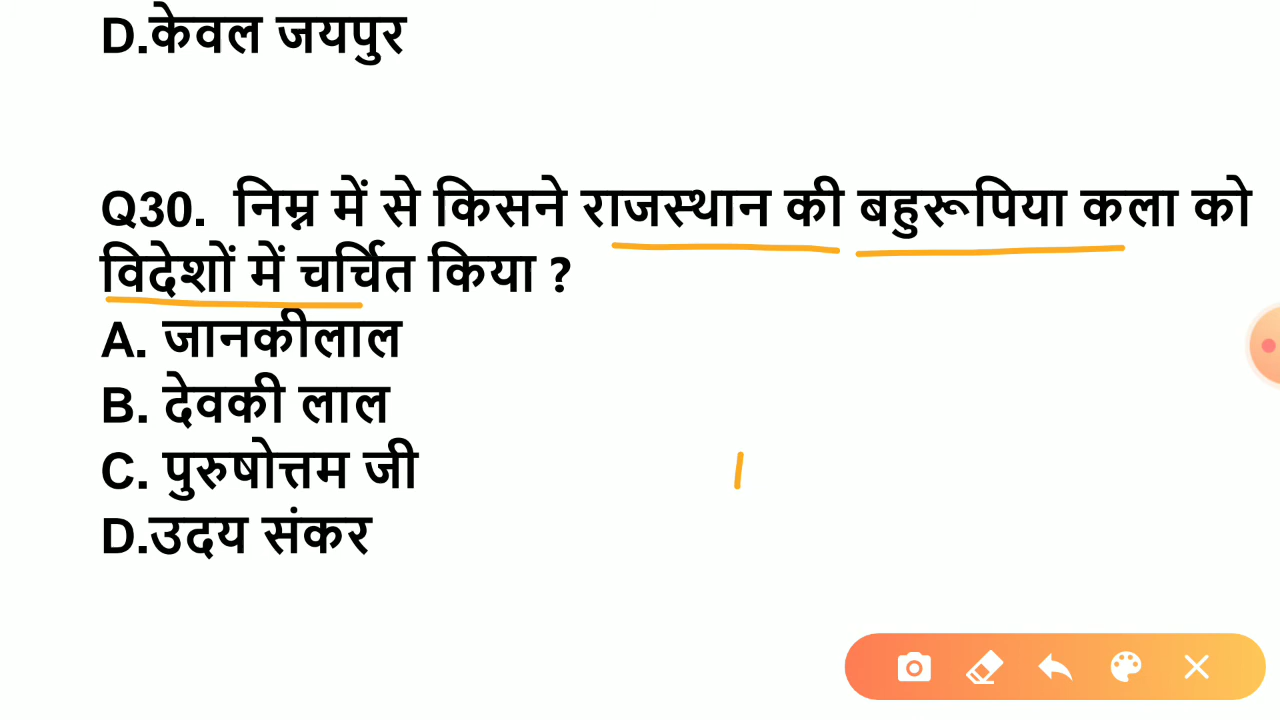 D.केवल जयपुर
Q30. निम्न में से किसने राजस्थान की बहुरूपिया कला को
विदेशों में चर्चित किया ?
A. जानकीलाल
B. देवकी लाल
C. पुरुषोत्तम जी
D.उदय संकर